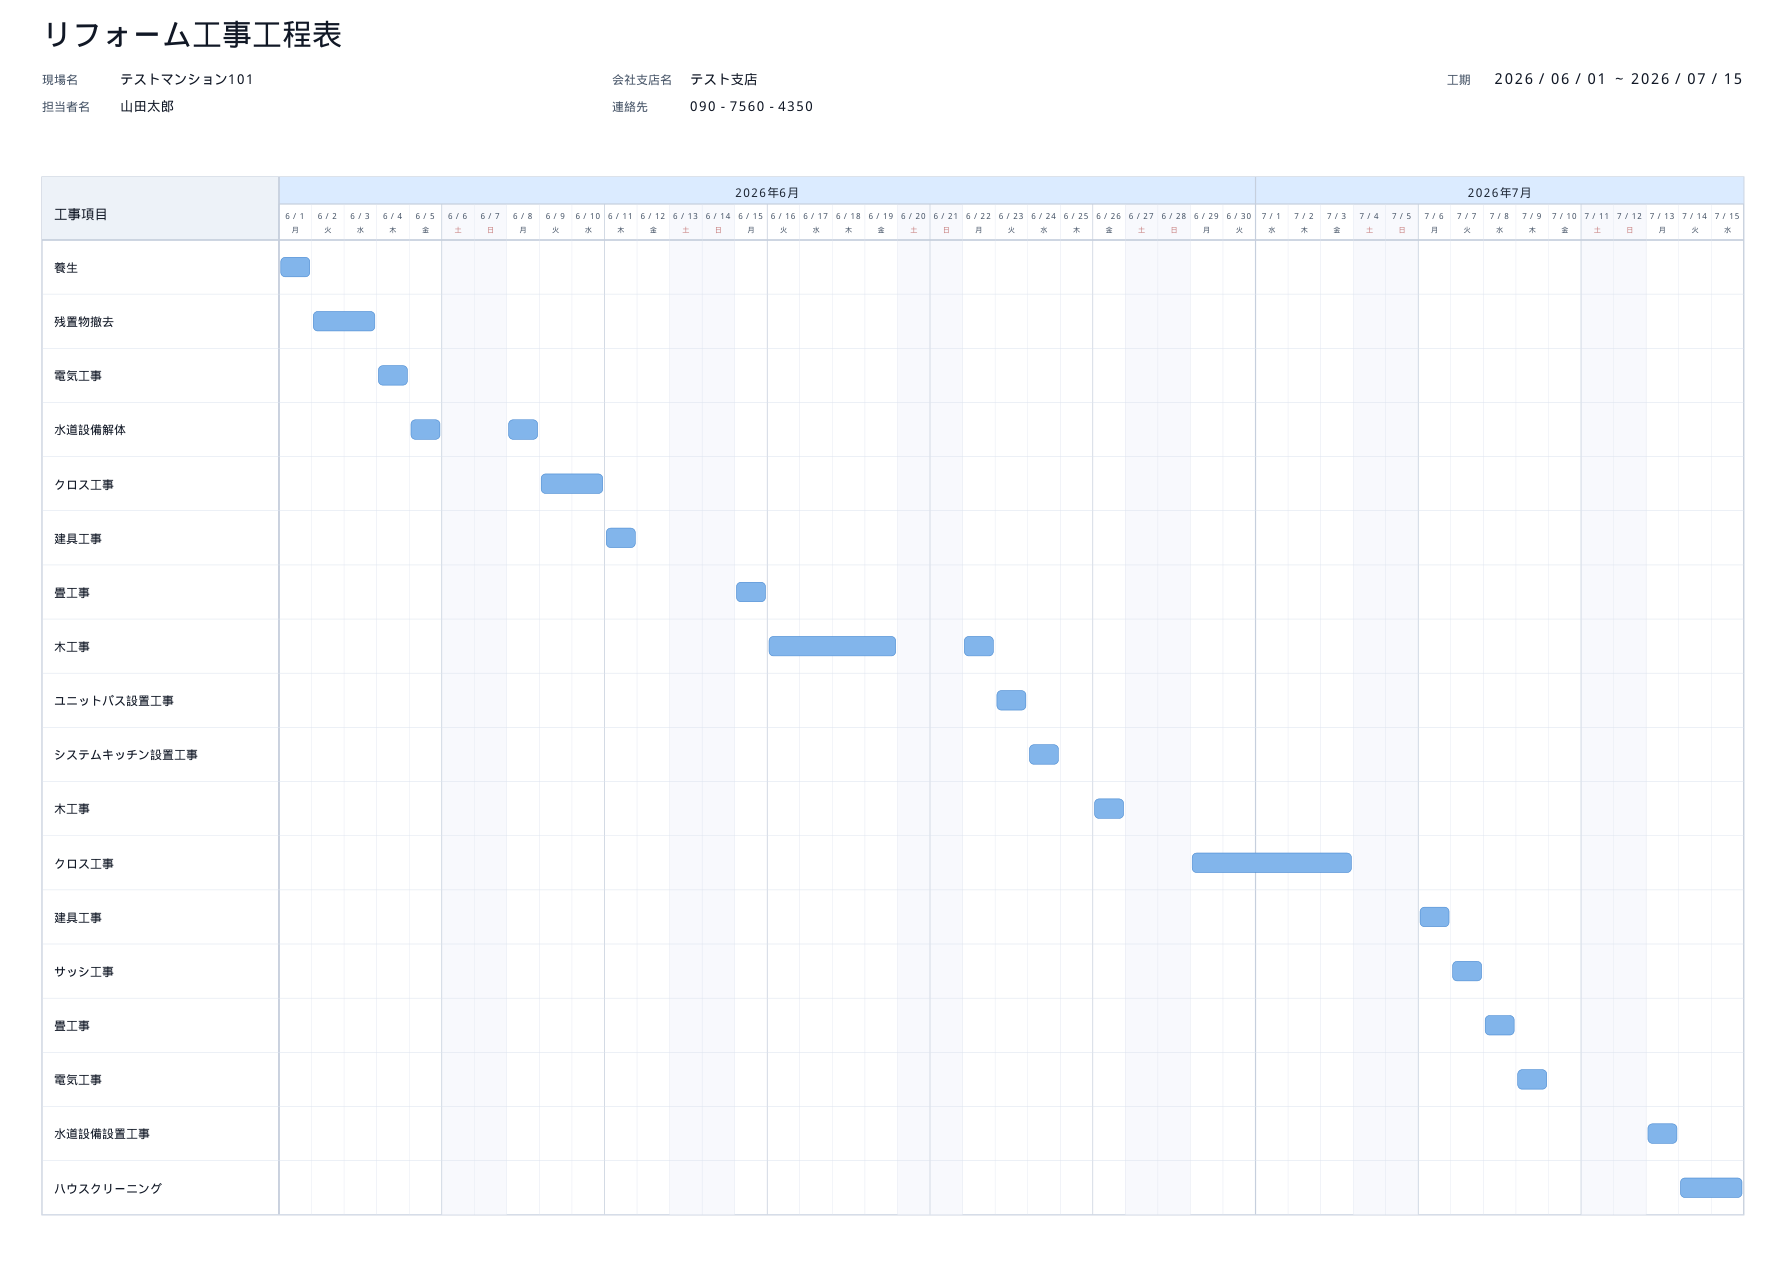 リフォーム工事工程表
現場名 テストマンション101 会社支店名 テスト支店 工期 2026 / 06 / 01 ~ 2026 / 07 / 15
担当者名 山田太郎 連絡先 090 - 7560 - 4350
工事項目 2026年6月 2026年7月
6 / 1 6 / 2 6 / 3 6 / 4 6 / 5 6 / 6 6 / 7 6 / 8 6 / 9 6 / 10 6 / 11 6 / 12 6 / 13 6 / 14 6 / 15 6 / 16 6 / 17 6 / 18 6 / 19 6 / 20 6 / 21 6 / 22 6 / 23 6 / 24 6 / 25 6 / 26 6 / 27 6 / 28 6 / 29 6 / 30 7 / 1 7 / 2 7 / 3 7 / 4 7 / 5 7 / 6 7 / 7 7 / 8 7 / 9 7 / 10 7 / 11 7 / 12 7 / 13 7 / 14 7 / 15
月 火 水 木 金 土 日 月 火 水 木 金 土 日 月 火 水 木 金 土 日 月 火 水 木 金 土 日 月 火 水 木 金 土 日 月 火 水 木 金 土 日 月 火 水
養生
残置物撤去
電気工事
水道設備解体
クロス工事
建具工事
畳工事
木工事
ユニットバス設置工事
システムキッチン設置工事
木工事
クロス工事
建具工事
サッシ工事
畳工事
電気工事
水道設備設置工事
ハウスクリーニング